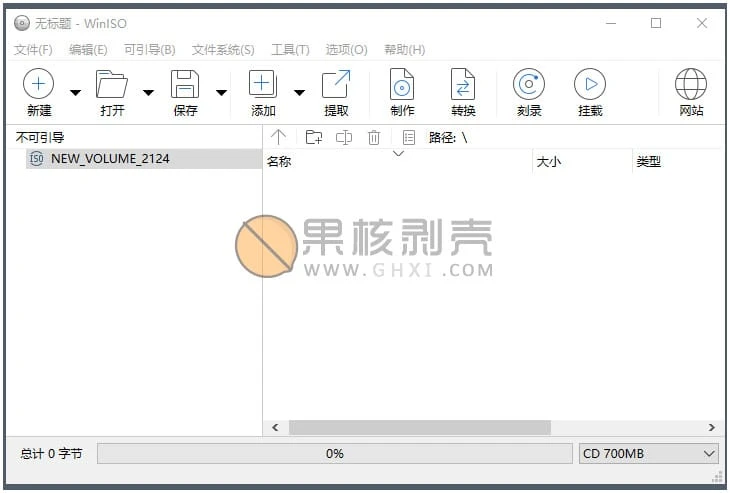 无标题 - WinISO
文件(F) 编辑(E) 可引导(B) 文件系统(S) 工具(T) 选项(O) 帮助(H)
新建 打开 保存 添加 提取 制作 转换 刻录 挂载 网站
不可引导 路径: \
ISO NEW_VOLUME_2124
名称 大小 类型
果核剥壳
WWW.GHXI.COM
总计 0 字节 0% CD 700MB